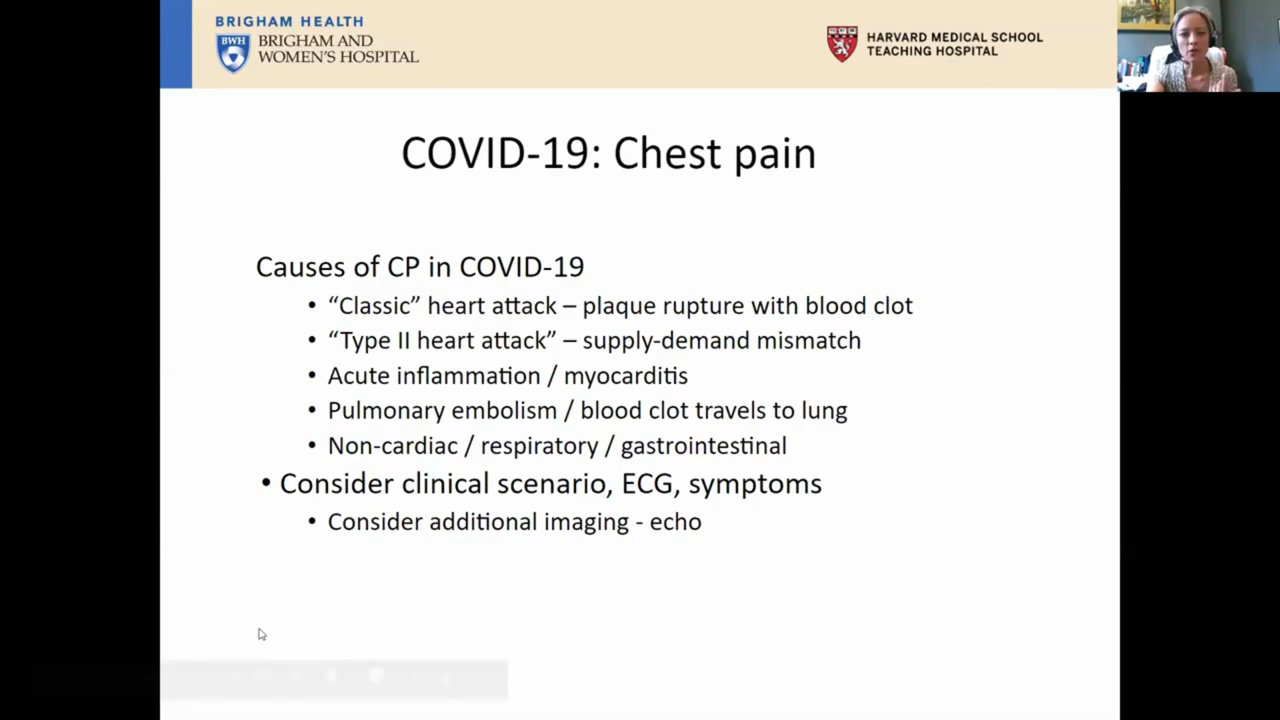 BRIGHAM HEALTH
BWH
BRIGHAM AND
WOMEN'S HOSPITAL
HARVARD MEDICAL SCHOOL
TEACHING HOSPITAL
COVID-19: Chest pain
Causes of CP in COVID-19
• “Classic” heart attack – plaque rupture with blood clot
• “Type II heart attack” – supply-demand mismatch
• Acute inflammation / myocarditis
• Pulmonary embolism / blood clot travels to lung
• Non-cardiac / respiratory / gastrointestinal
• Consider clinical scenario, ECG, symptoms
• Consider additional imaging - echo